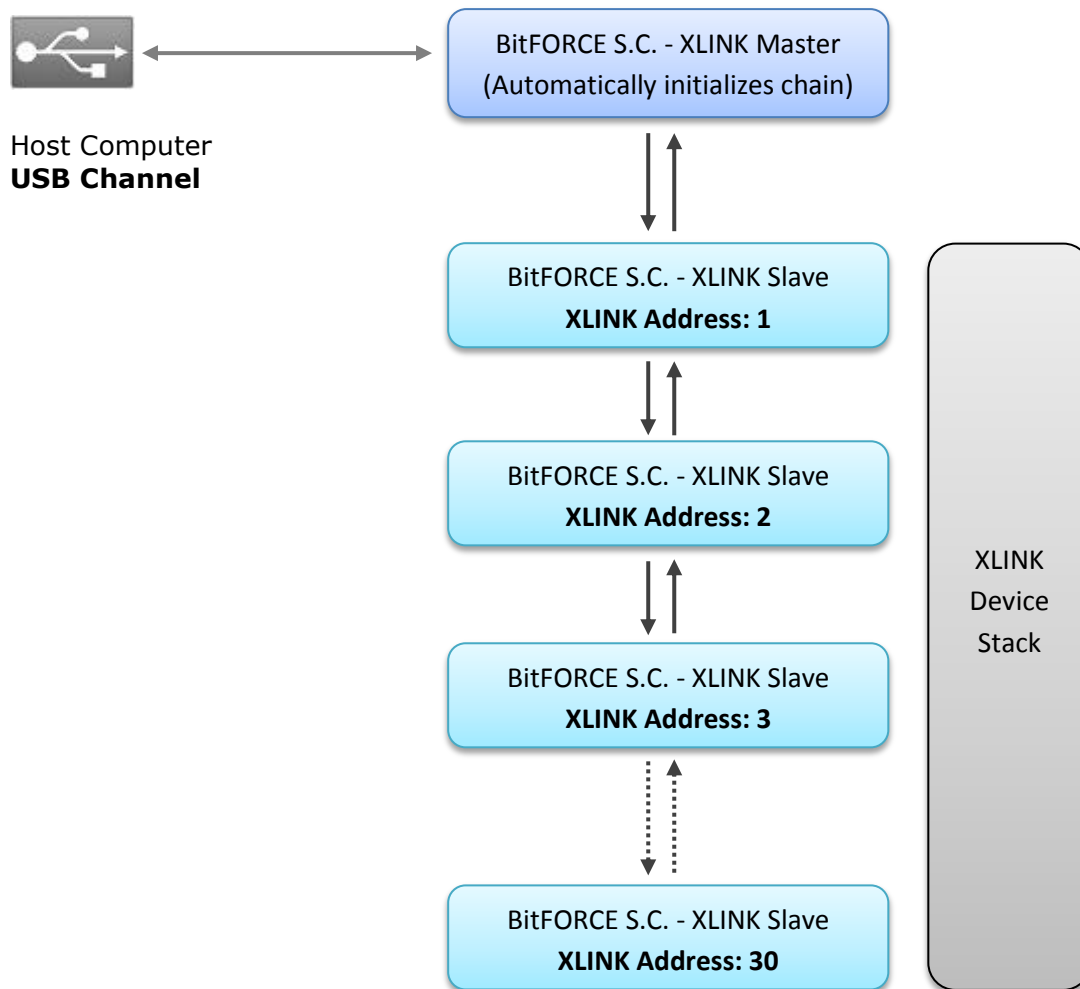 BitFORCE S.C. - XLINK Master
(Automatically initializes chain)
Host Computer
USB Channel
BitFORCE S.C. - XLINK Slave
XLINK Address: 1
BitFORCE S.C. - XLINK Slave
XLINK Address: 2
BitFORCE S.C. - XLINK Slave
XLINK Address: 3
BitFORCE S.C. - XLINK Slave
XLINK Address: 30
XLINK
Device
Stack